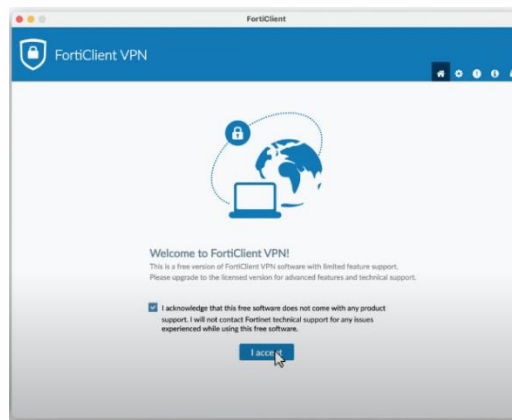 FortiClient
FortiClient VPN
Welcome to FortiClient VPN!
This is a free version of FortiClient VPN software with limited feature support.
Please upgrade to the licensed version for advanced features and technical support.
I acknowledge that this free software does not come with any product
support. I will not contact Fortinet technical support for any issues
experienced while using this free software.
I accept